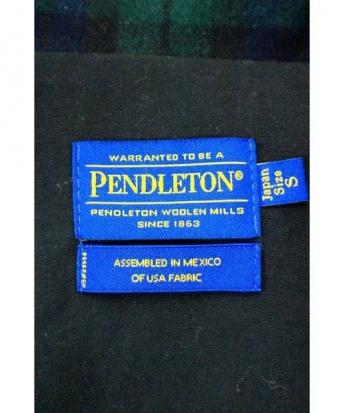 WARRANTED TO BE A
PENDLETON®
PENDLETON WOOLEN MILLS
SINCE 1863
Japan
Size
S
ASSEMBLED IN MEXICO
OF USA FABRIC